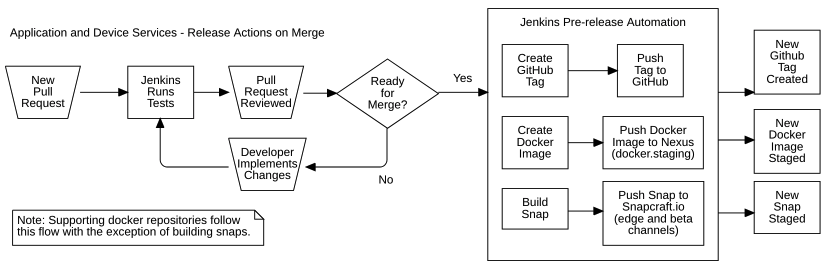 Application and Device Services - Release Actions on Merge
New
Pull
Request
Jenkins
Runs
Tests
Pull
Request
Reviewed
Ready
for
Merge?
Yes
No
Developer
Implements
Changes
Note: Supporting docker repositories follow
this flow with the exception of building snaps.
Jenkins Pre-release Automation
Create
GitHub
Tag
Push
Tag to
GitHub
Create
Docker
Image
Push Docker
Image to Nexus
(docker.staging)
Build
Snap
Push Snap to
Snapcraft.io
(edge and beta
channels)
New
Github
Tag
Created
New
Docker
Image
Staged
New
Snap
Staged